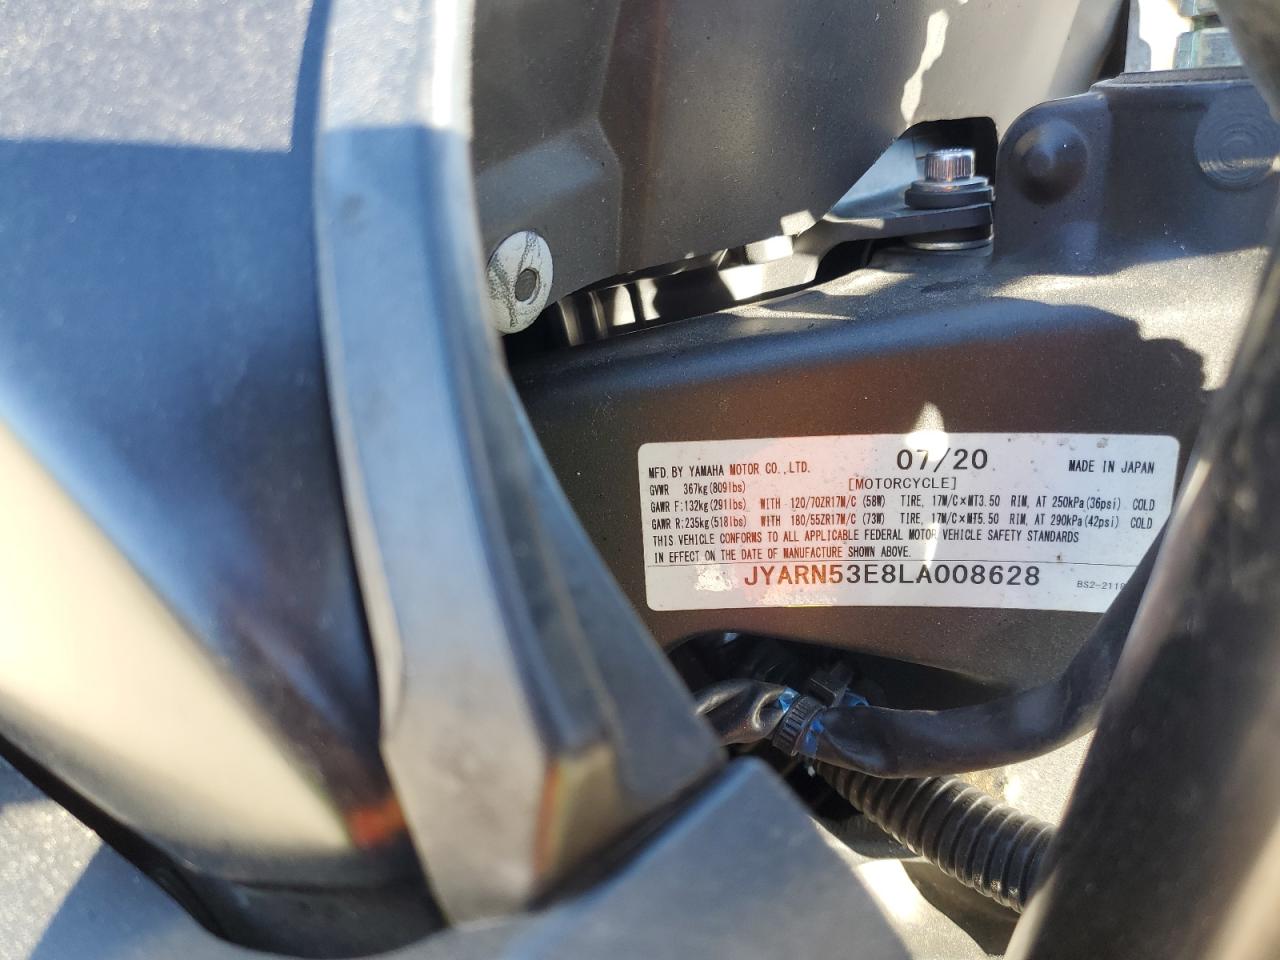 MFD. BY YAMAHA MOTOR CO., LTD. 07/20 MADE IN JAPAN
GVWR 367kg(809lbs) [MOTORCYCLE]
GAWR F:132kg(291lbs) WITH 120/70ZR17M/C (58W) TIRE, 17M/C×MT3.50 RIM, AT 250kPa(36psi) COLD
GAWR R:235kg(518lbs) WITH 180/55ZR17M/C (73W) TIRE, 17M/C×MT5.50 RIM, AT 290kPa(42psi) COLD
THIS VEHICLE CONFORMS TO ALL APPLICABLE FEDERAL MOTOR VEHICLE SAFETY STANDARDS
IN EFFECT ON THE DATE OF MANUFACTURE SHOWN ABOVE.
JYARN53E8LA008628